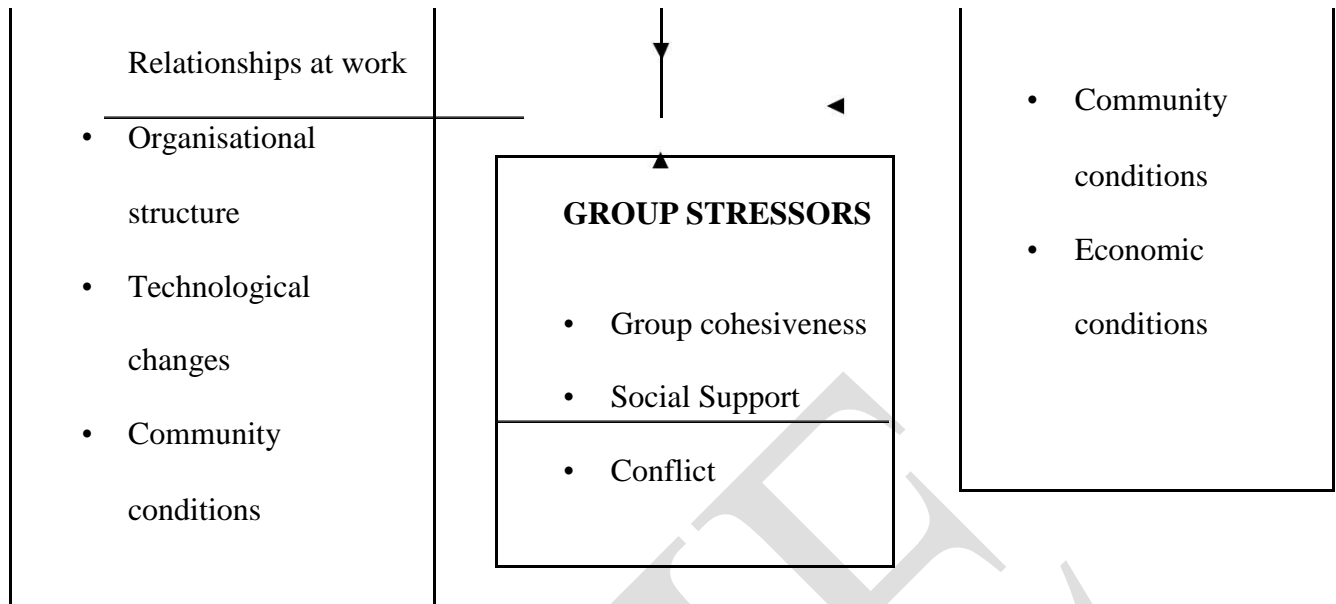 Relationships at work
• Organisational
structure
• Technological
changes
• Community
conditions
GROUP STRESSORS
• Group cohesiveness
• Social Support
• Conflict
• Community
conditions
• Economic
conditions